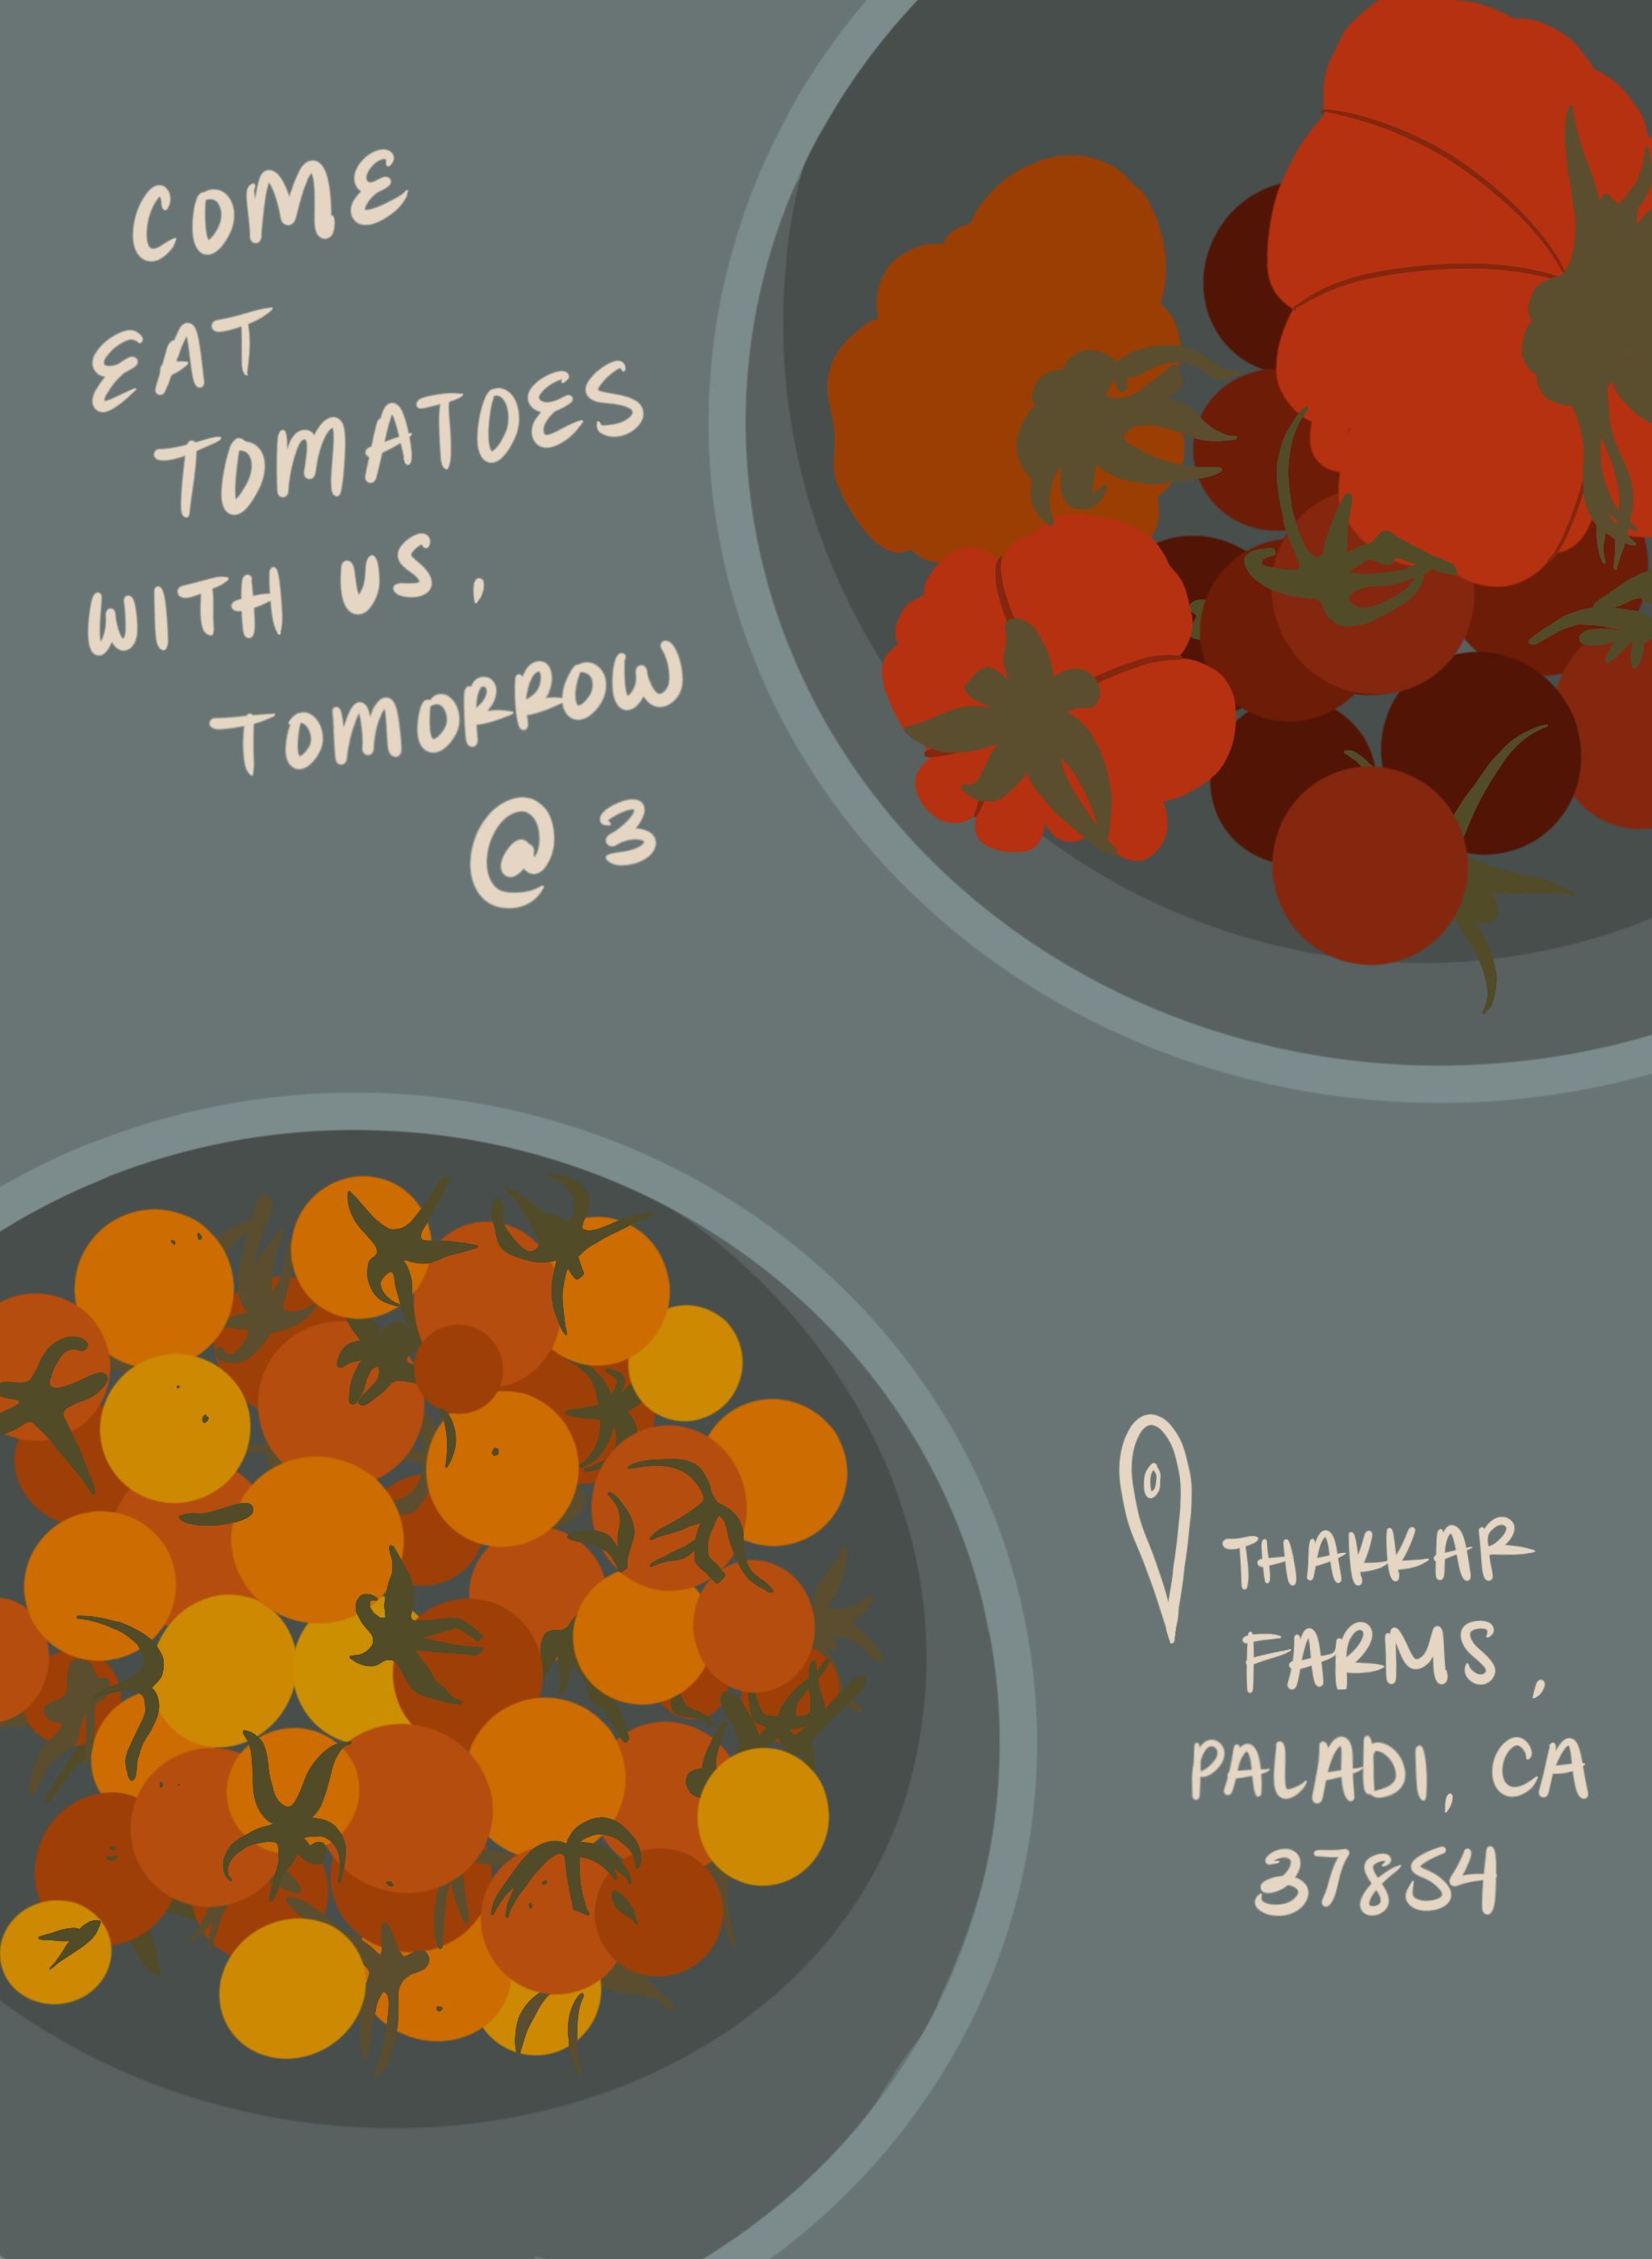 COME
EAT
TOMATOES
WITH US,
TOMORROW
@ 3
THAKKAR
FARMS,
PALADI, CA
37854